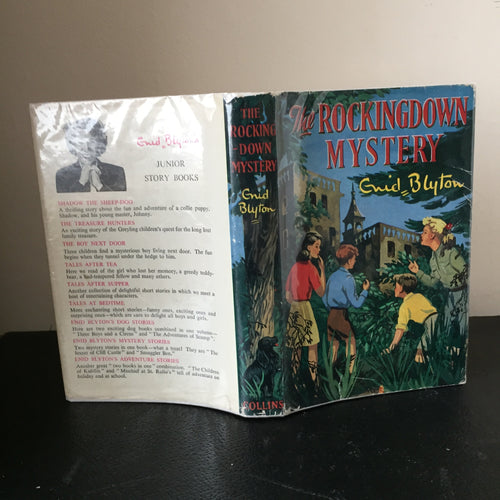 Enid Blyton
JUNIOR
STORY BOOKS
SHADOW THE SHEEP-DOG
A thrilling story about the fun and adventure of a collie puppy,
Shadow, and his young master, Johnny.
THE TREASURE HUNTERS
An exciting story of the Greyling children's quest for the long lost
family treasure.
THE BOY NEXT DOOR
Three children find a mysterious boy living next door. The fun
begins when they tunnel under the hedge to him.
TALES AFTER TEA
Here we read of the girl who lost her memory, a greedy teddy-
bear, a bad-tempered fellow and many others.
TALES AFTER SUPPER
Another collection of delightful short stories in which we meet a
host of entertaining characters.
TALES AT BEDTIME
More enchanting short stories—funny ones, exciting ones and
surprising ones—which are sure to delight all boys and girls.
ENID BLYTON'S DOG STORIES
Here are two exciting dog books combined in one volume—
"Three Boys and a Circus" and "The Adventures of Scamp".
ENID BLYTON'S MYSTERY STORIES
Two mystery stories in one book—what a treat! They are "The
Secret of Cliff Castle" and "Smuggler Ben."
ENID BLYTON'S ADVENTURE STORIES
Another great "two books in one" combination. "The Children
of Kidillin" and "Mischief at St. Rollo's" tell of adventure on
holiday and at school.
THE
ROCKING
-DOWN
MYSTERY
Enid
Blyton
COLLINS
The ROCKINGDOWN
MYSTERY
Enid Blyton